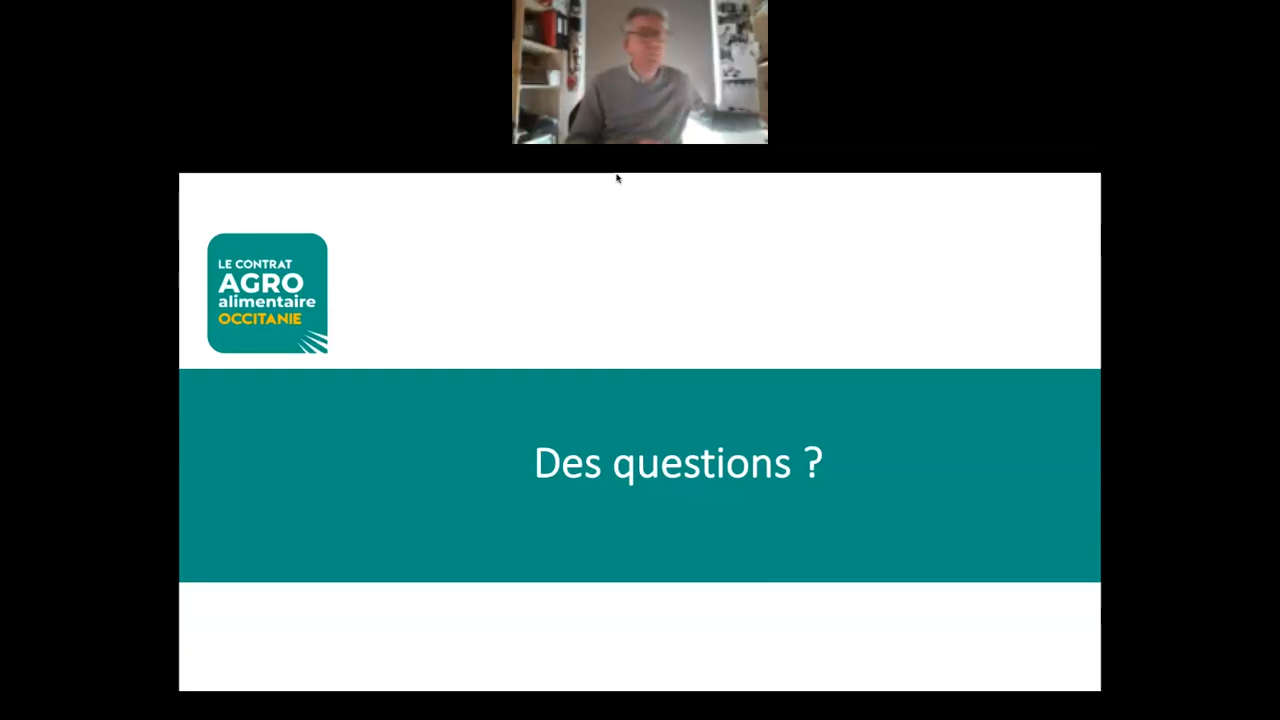 LE CONTRAT
AGRO
alimentaire
OCCITANIE
Des questions ?